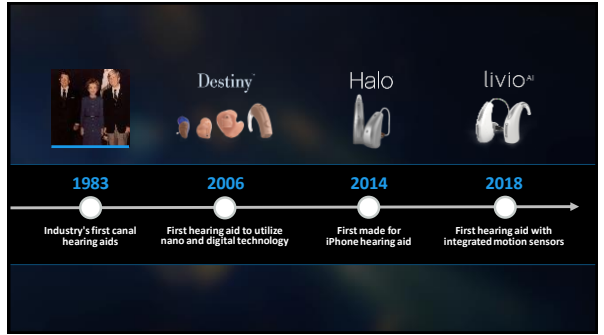 Destiny™
Halo
livio AI
1983
2006
2014
2018
Industry's first canal
hearing aids
First hearing aid to utilize
nano and digital technology
First made for
iPhone hearing aid
First hearing aid with
integrated motion sensors